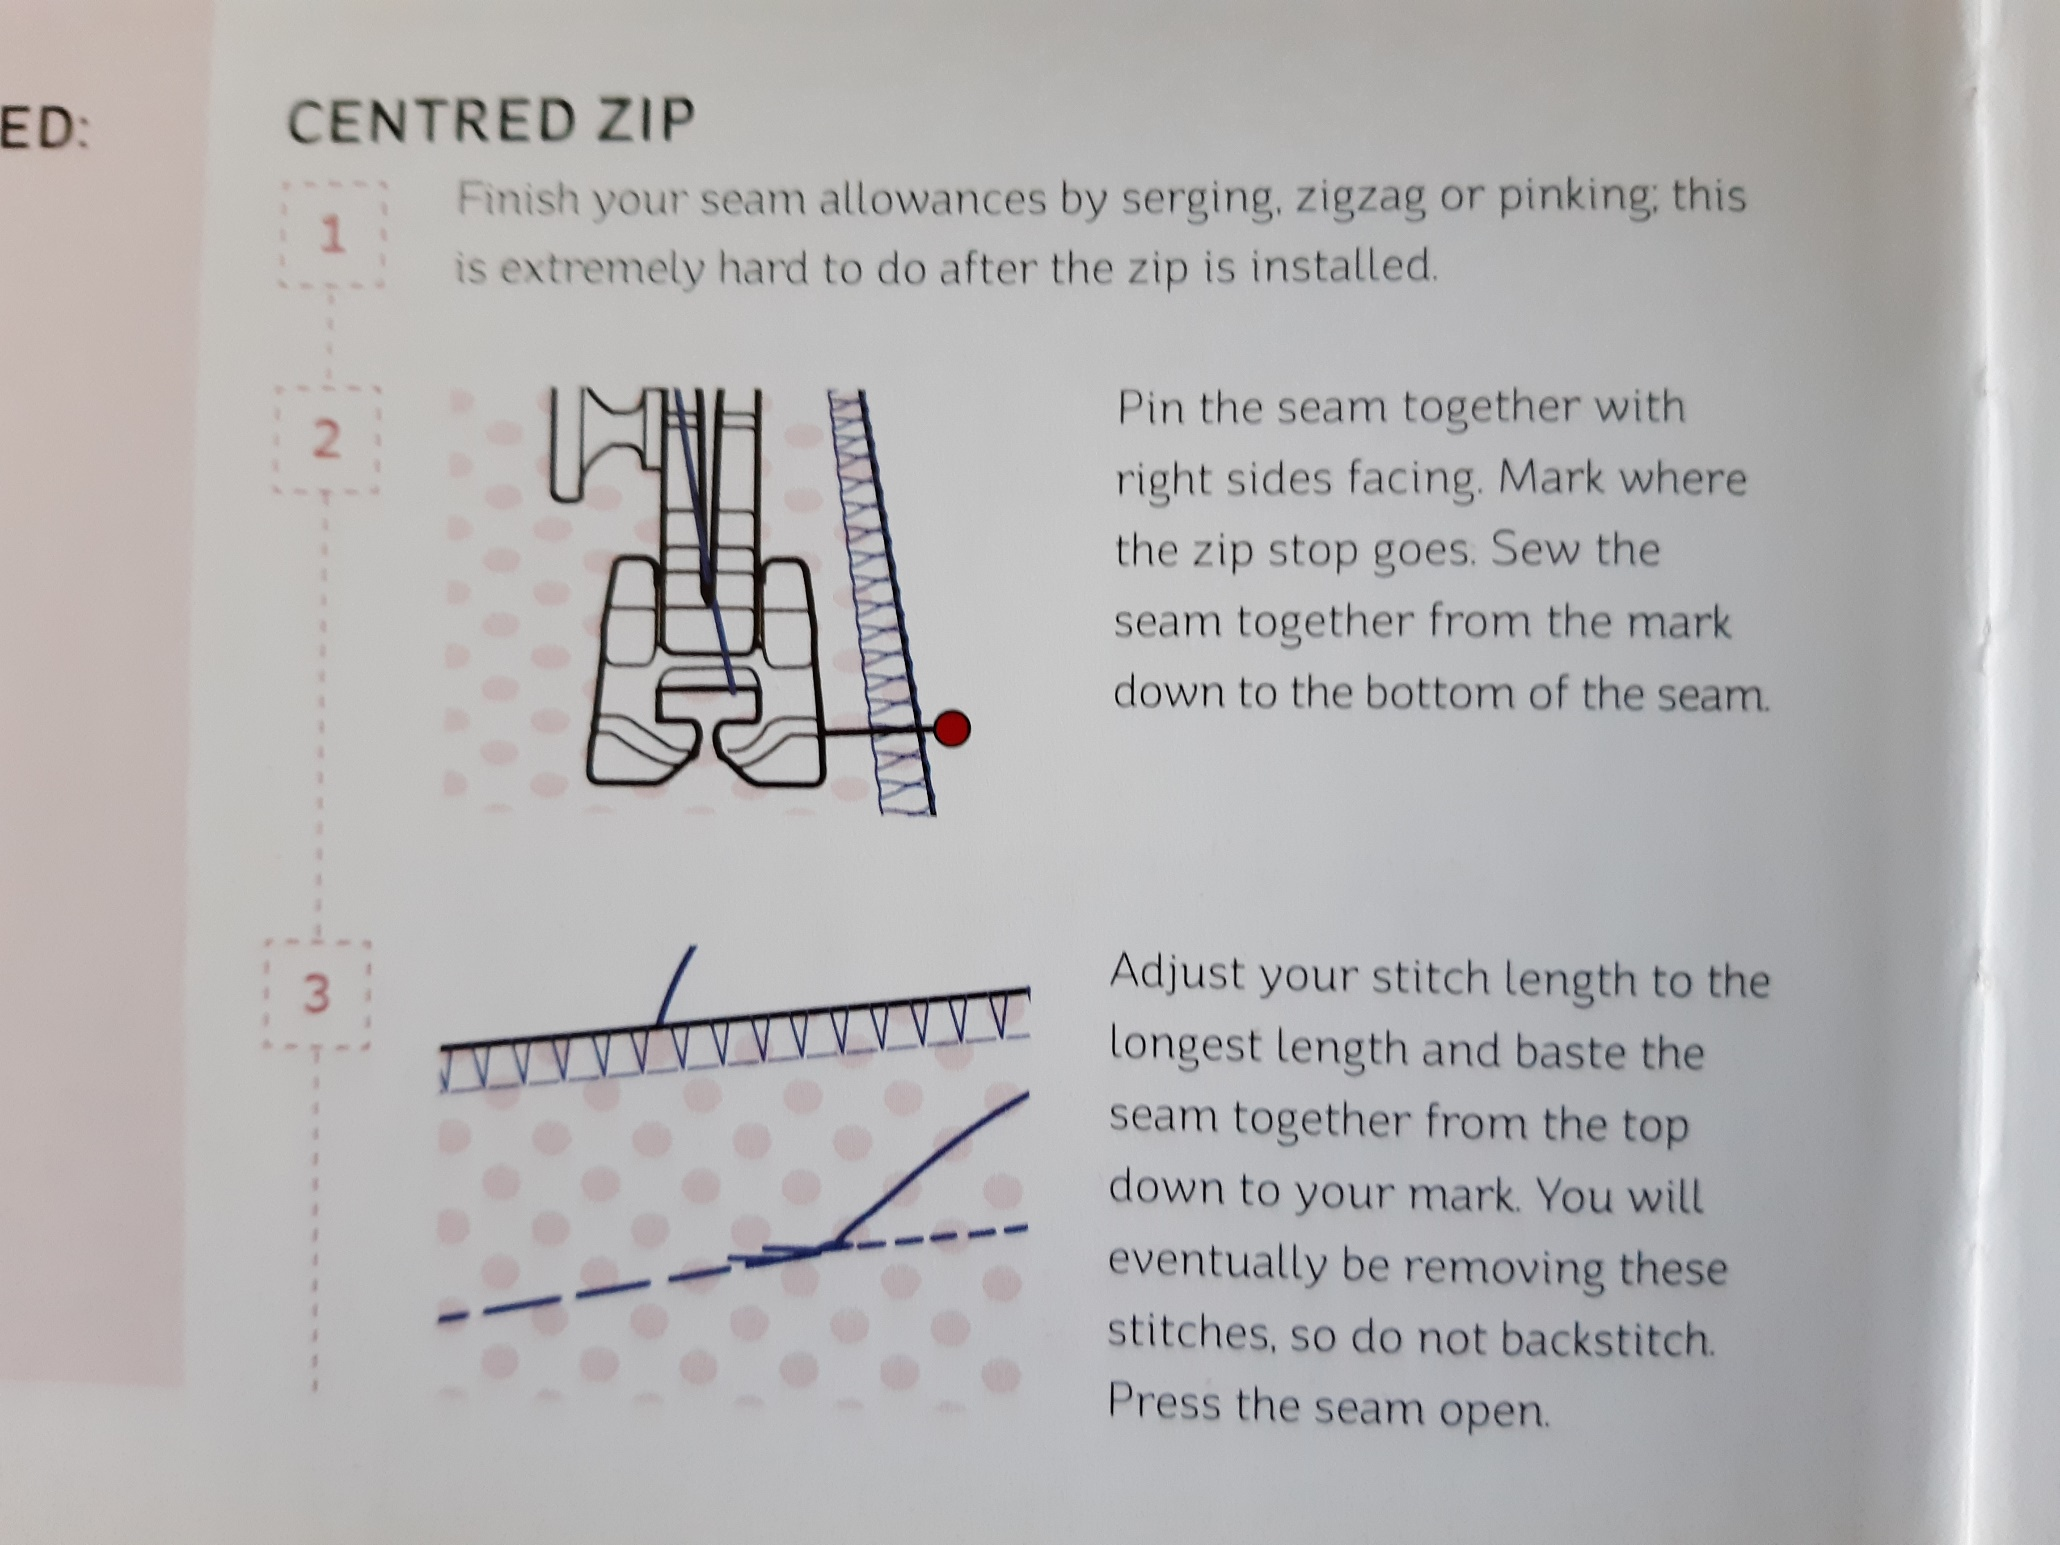 ED:
CENTRED ZIP
1
Finish your seam allowances by serging, zigzag or pinking; this
is extremely hard to do after the zip is installed.
2
Pin the seam together with
right sides facing. Mark where
the zip stop goes. Sew the
seam together from the mark
down to the bottom of the seam.
3
Adjust your stitch length to the
longest length and baste the
seam together from the top
down to your mark. You will
eventually be removing these
stitches, so do not backstitch.
Press the seam open.